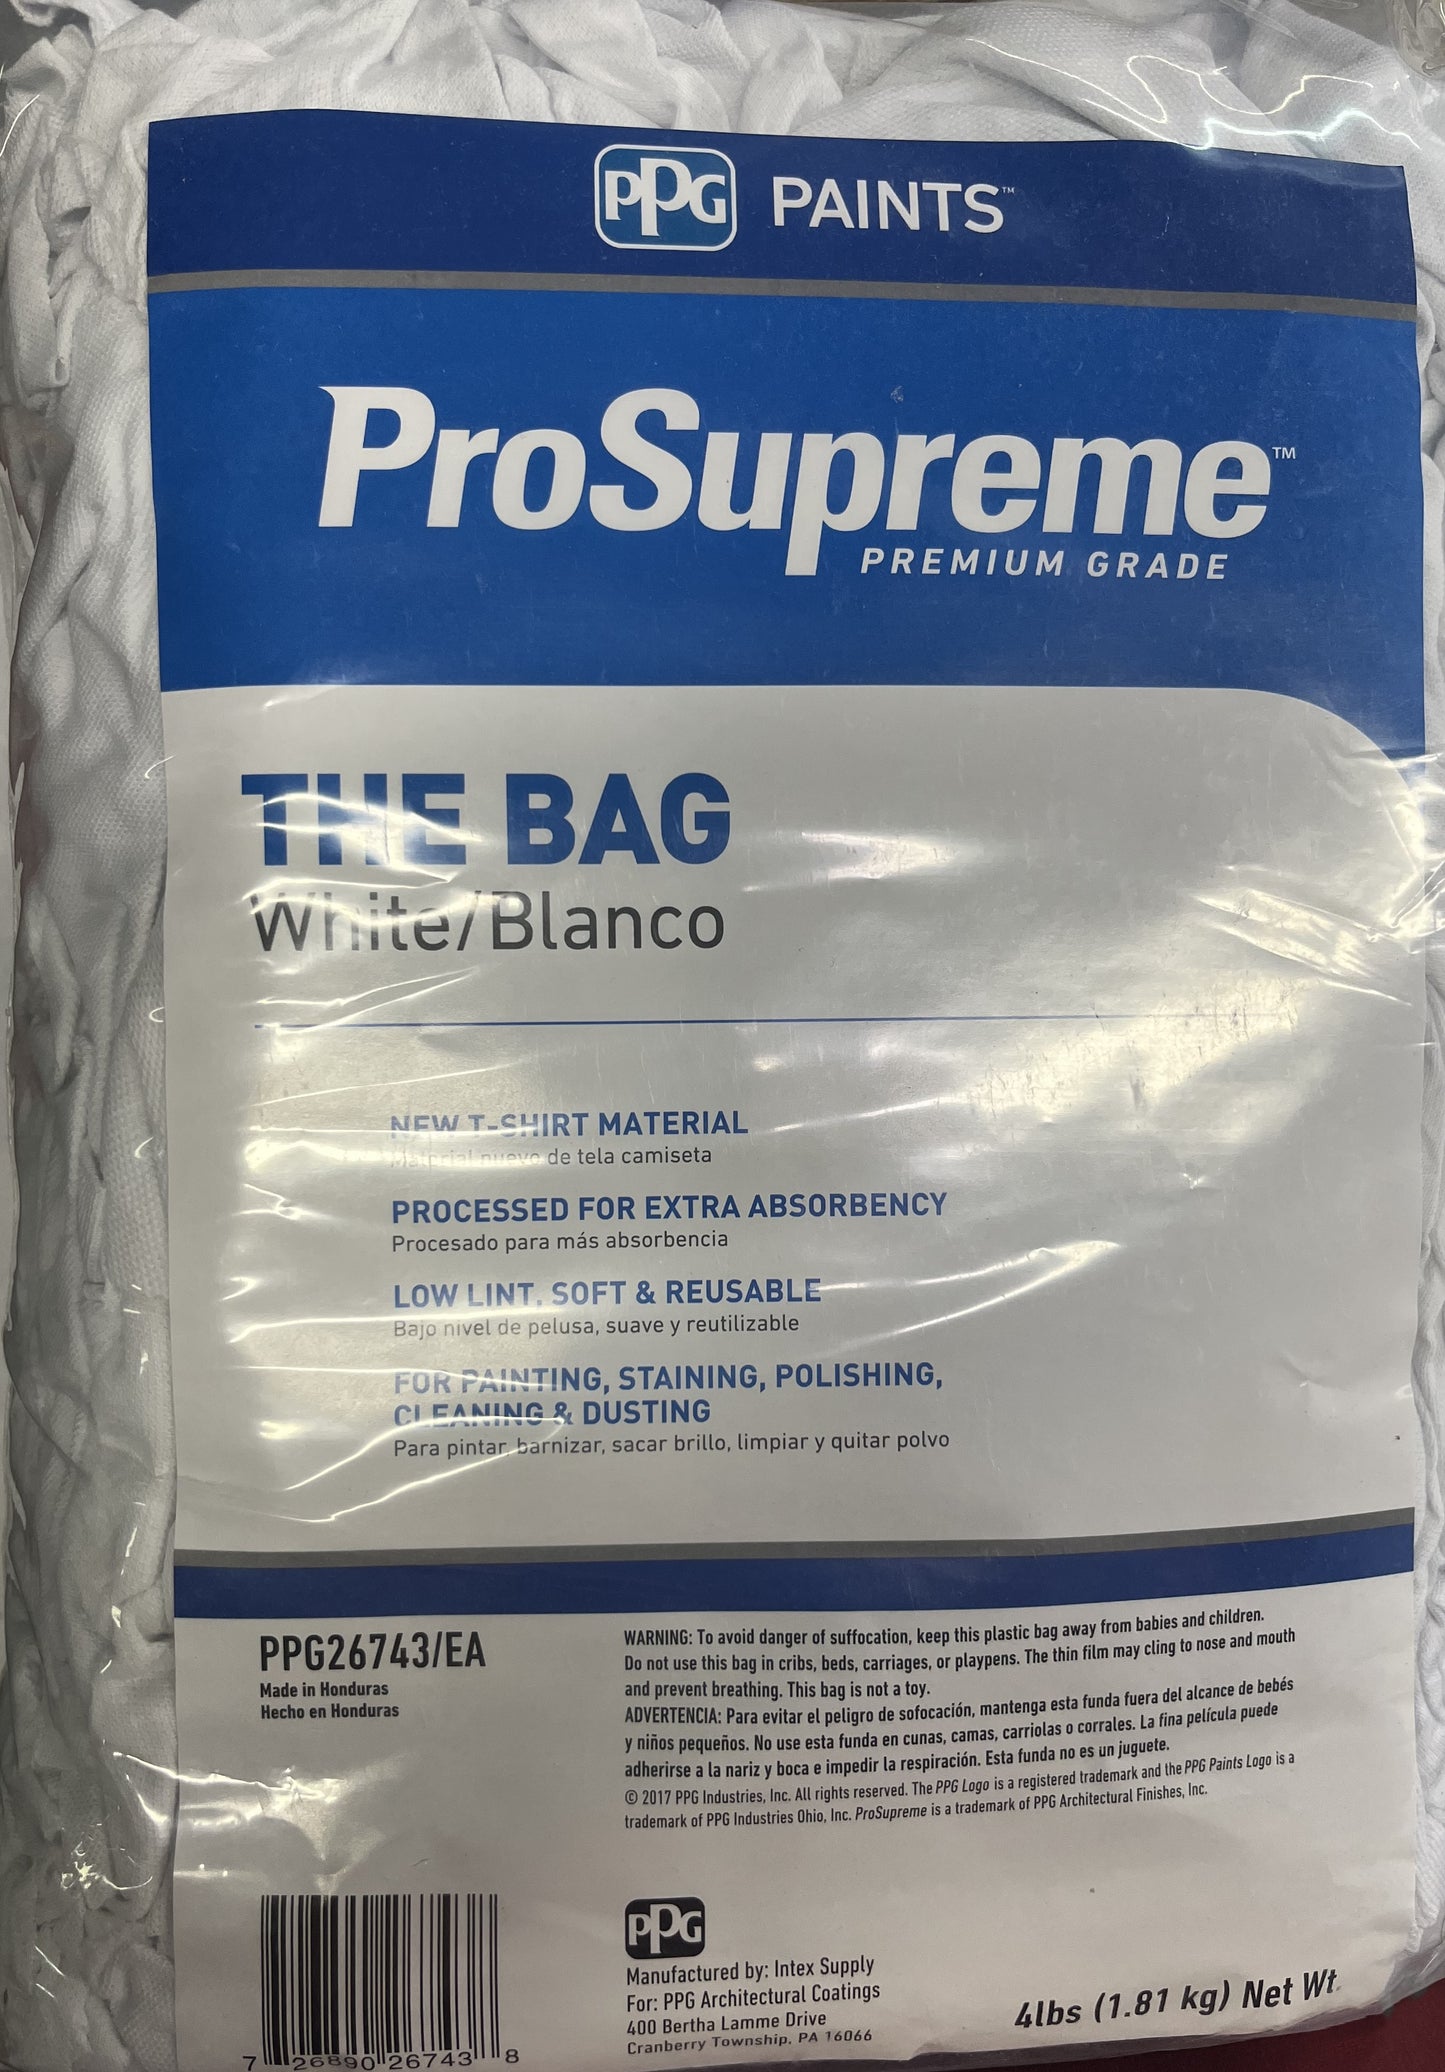 PPG PAINTS™
ProSupreme™
PREMIUM GRADE
THE BAG
White/Blanco
NEW T-SHIRT MATERIAL
Material nuevo de tela camiseta
PROCESSED FOR EXTRA ABSORBENCY
Procesado para más absorbencia
LOW LINT, SOFT & REUSABLE
Bajo nivel de pelusa, suave y reutilizable
FOR PAINTING, STAINING, POLISHING,
CLEANING & DUSTING
Para pintar, barnizar, sacar brillo, limpiar y quitar polvo
PPG26743/EA
Made in Honduras
Hecho en Honduras
WARNING: To avoid danger of suffocation, keep this plastic bag away from babies and children.
Do not use this bag in cribs, beds, carriages, or playpens. The thin film may cling to nose and mouth
and prevent breathing. This bag is not a toy.
ADVERTENCIA: Para evitar el peligro de sofocación, mantenga esta funda fuera del alcance de bebés
y niños pequeños. No use esta funda en cunas, camas, carriolas o corrales. La fina película puede
adherirse a la nariz y boca e impedir la respiración. Esta funda no es un juguete.
© 2017 PPG Industries, Inc. All rights reserved. The PPG Logo is a registered trademark and the PPG Paints Logo is a
trademark of PPG Industries Ohio, Inc. ProSupreme is a trademark of PPG Architectural Finishes, Inc.
PPG
Manufactured by: Intex Supply
For: PPG Architectural Coatings
400 Bertha Lamme Drive
Cranberry Township, PA 16066
4lbs (1.81 kg) Net Wt.
7 26890 26743 8